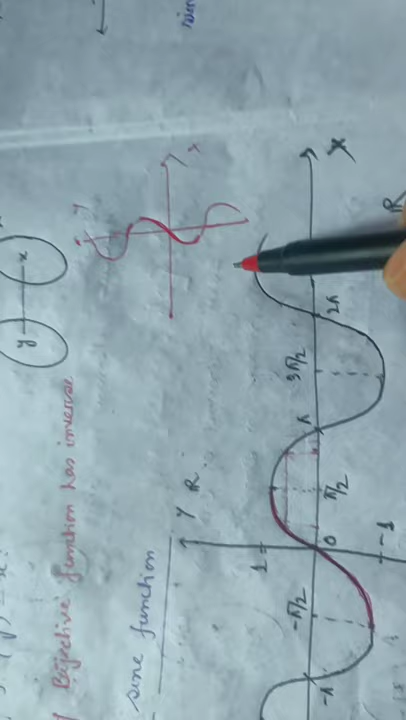 y x
Bijective function has inverse
y
x
sine function
Y R
1
-π -π/2 0 π/2 π 3π/2 2π X
-1
R